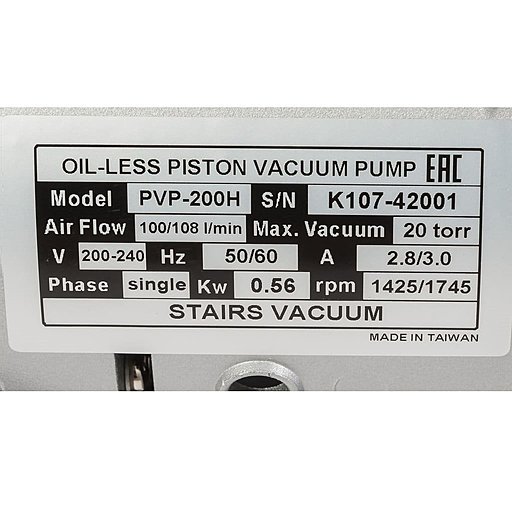 OIL-LESS PISTON VACUUM PUMP EAC
Model PVP-200H S/N K107-42001
Air Flow 100/108 l/min Max. Vacuum 20 torr
V 200-240 Hz 50/60 A 2.8/3.0
Phase single Kw 0.56 rpm 1425/1745
STAIRS VACUUM
MADE IN TAIWAN